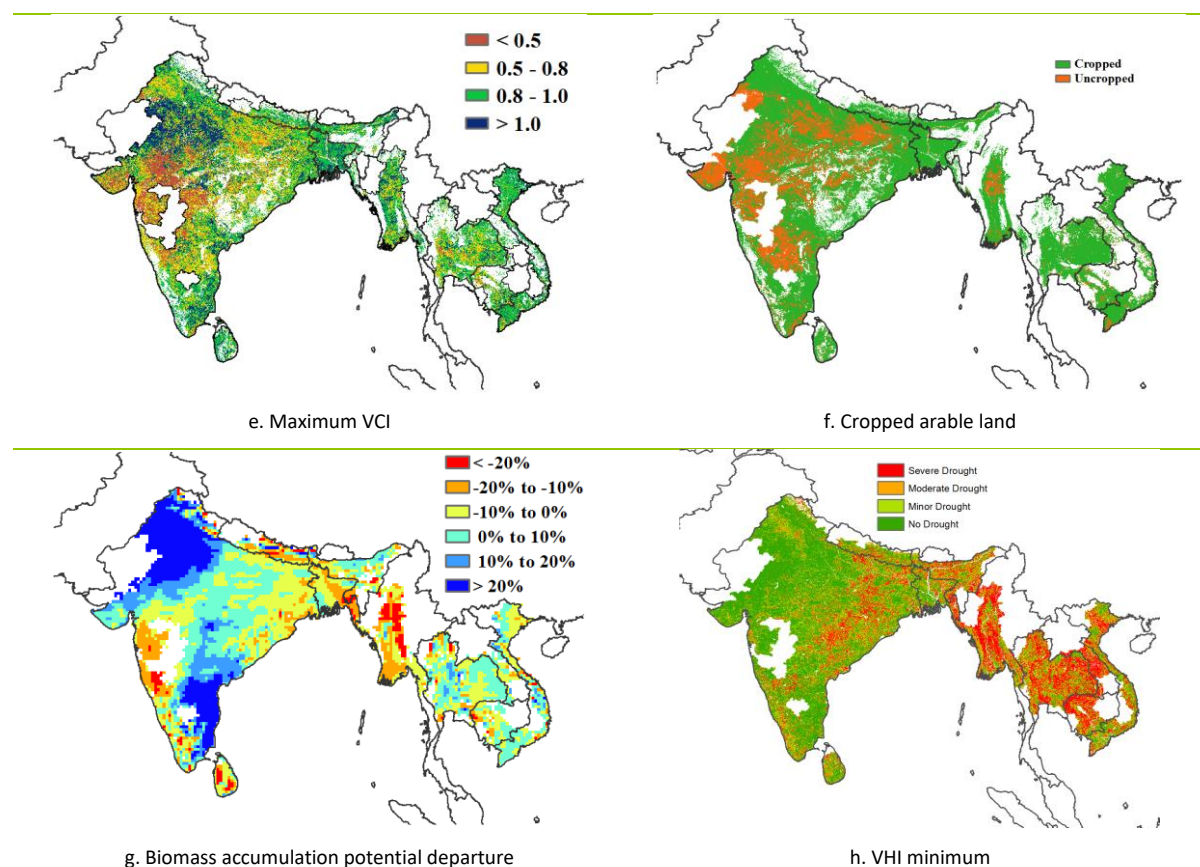 < 0.5
0.5 - 0.8
0.8 - 1.0
> 1.0
Cropped
Uncropped
e. Maximum VCI
f. Cropped arable land
< -20%
-20% to -10%
-10% to 0%
0% to 10%
10% to 20%
> 20%
Severe Drought
Moderate Drought
Minor Drought
No Drought
g. Biomass accumulation potential departure
h. VHI minimum